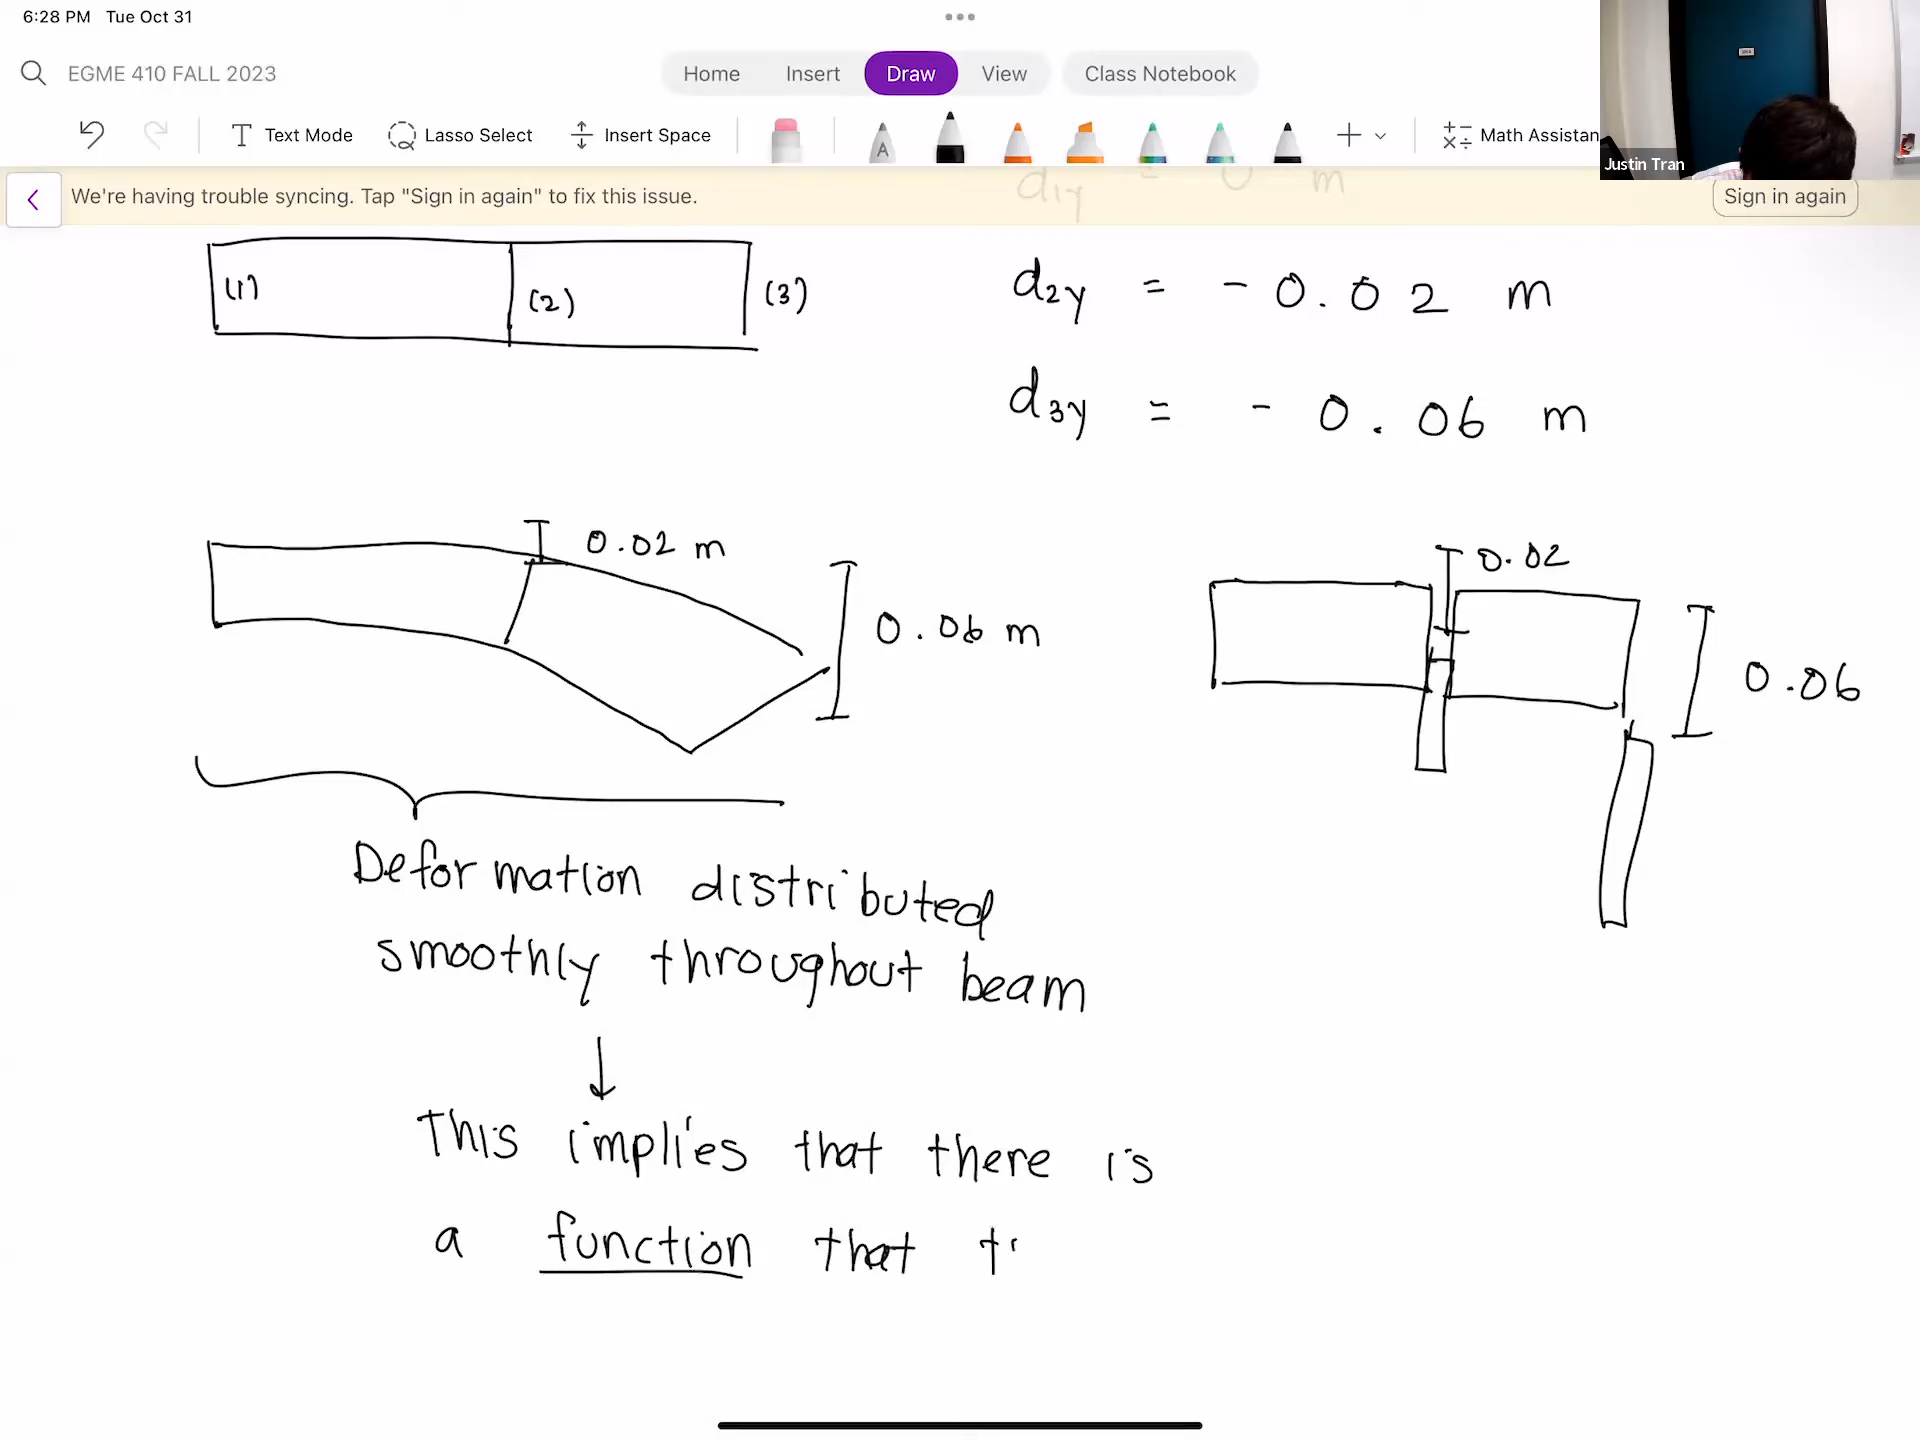 6:28 PM Tue Oct 31
EGME 410 FALL 2023
Home Insert Draw View Class Notebook
Text Mode Lasso Select Insert Space A Math Assistan
Justin Tran
We're having trouble syncing. Tap "Sign in again" to fix this issue.
Sign in again
d1y = 0 m
(1) (2) (3)
d2y = - 0.02 m
d3y = - 0.06 m
0.02 m
0.06 m
0.02
0.06
Deformation distributed
smoothly throughout beam
↓
This implies that there is
a function that t